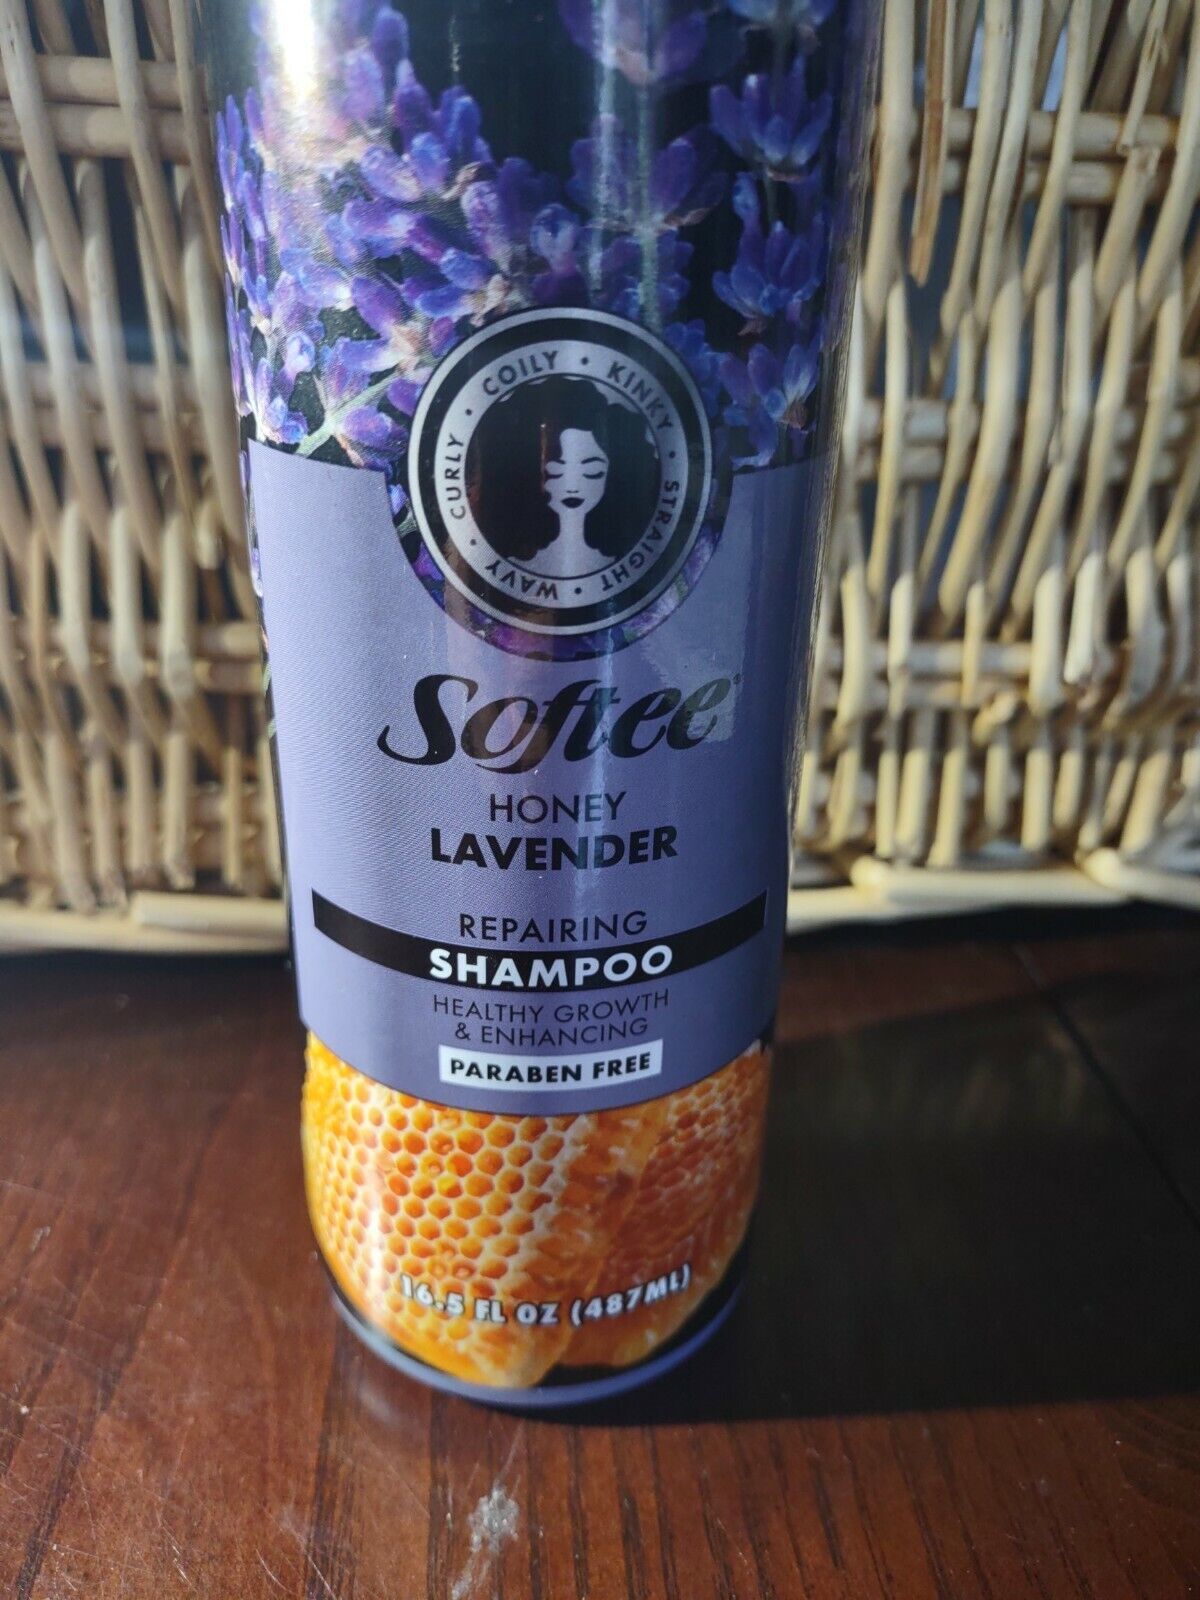 CURLY • COILY • KINKY • STRAIGHT • WAVY •
Softee®
HONEY
LAVENDER
REPAIRING
SHAMPOO
HEALTHY GROWTH
& ENHANCING
PARABEN FREE
16.5 FL OZ (487ML)